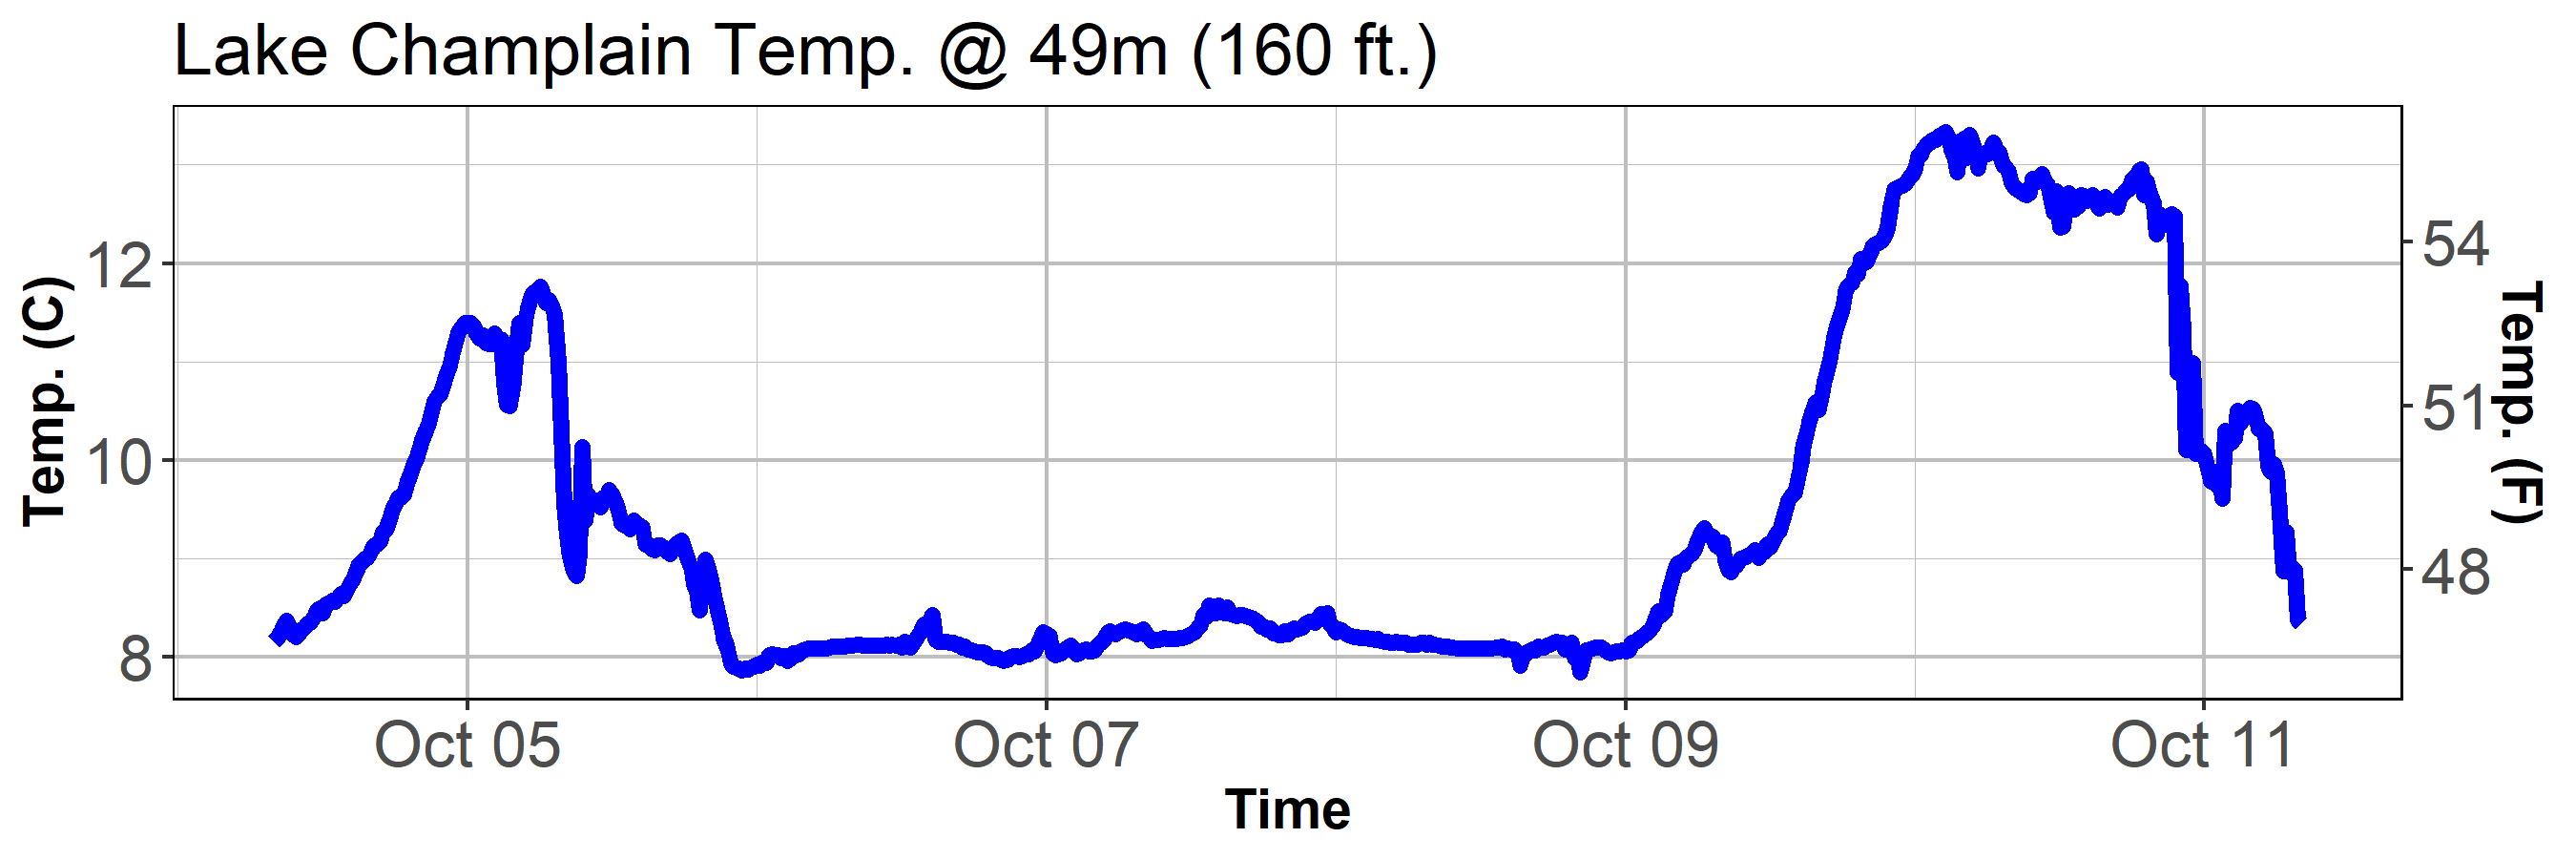 Lake Champlain Temp. @ 49m (160 ft.)
Temp. (C)
12
10
8
54
51
48
Temp. (F)
Oct 05 Oct 07 Oct 09 Oct 11
Time